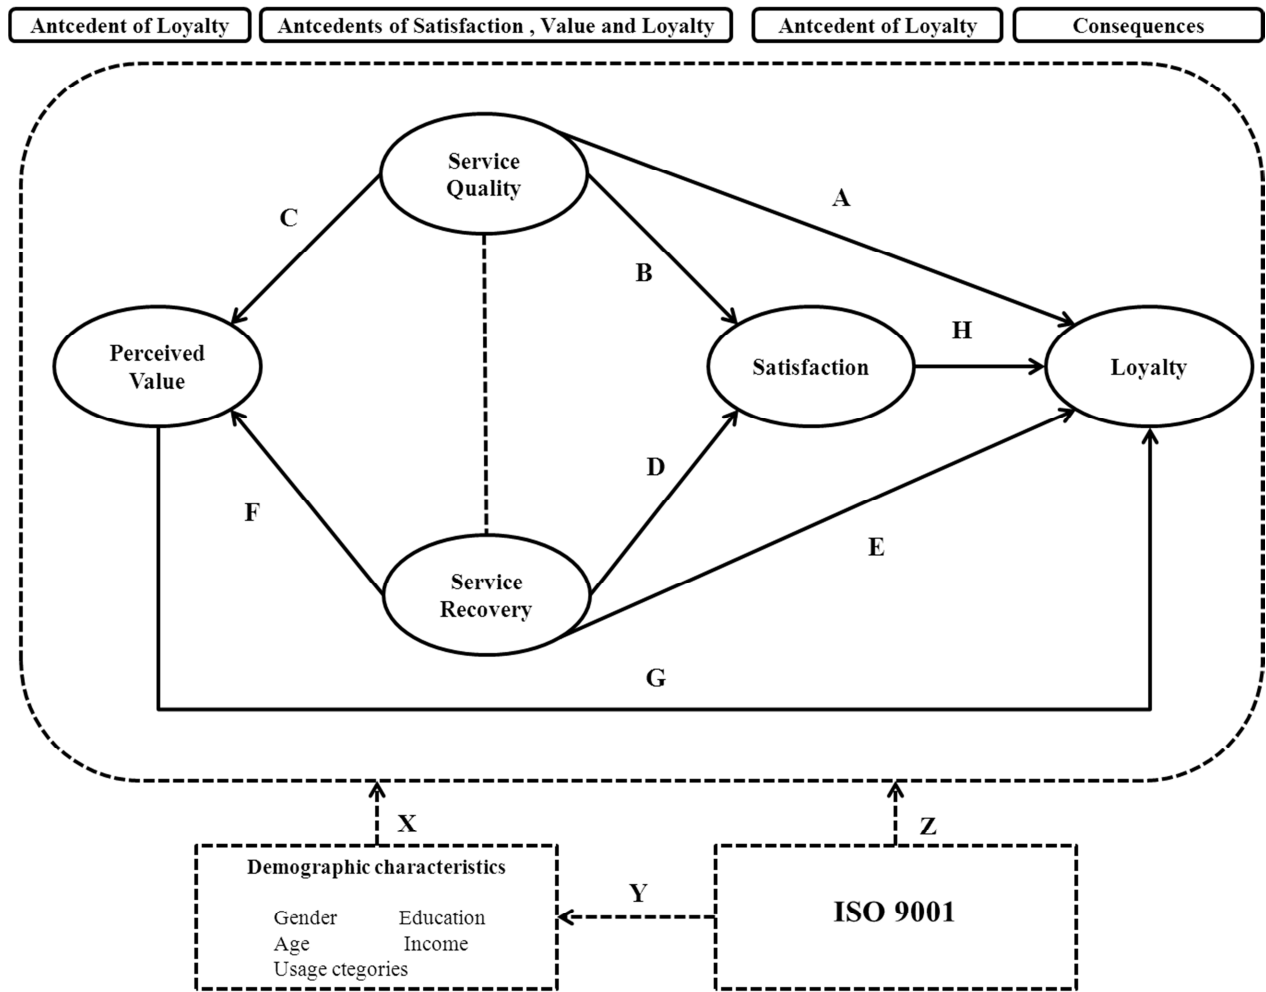 Antcedent of Loyalty
Antcedents of Satisfaction , Value and Loyalty
Antcedent of Loyalty
Consequences
Service
Quality
A
C
B
H
Perceived
Value
Satisfaction
Loyalty
D
F
E
Service
Recovery
G
X
Z
Demographic characteristics
Gender Education
Age Income
Usage ctegories
Y
ISO 9001